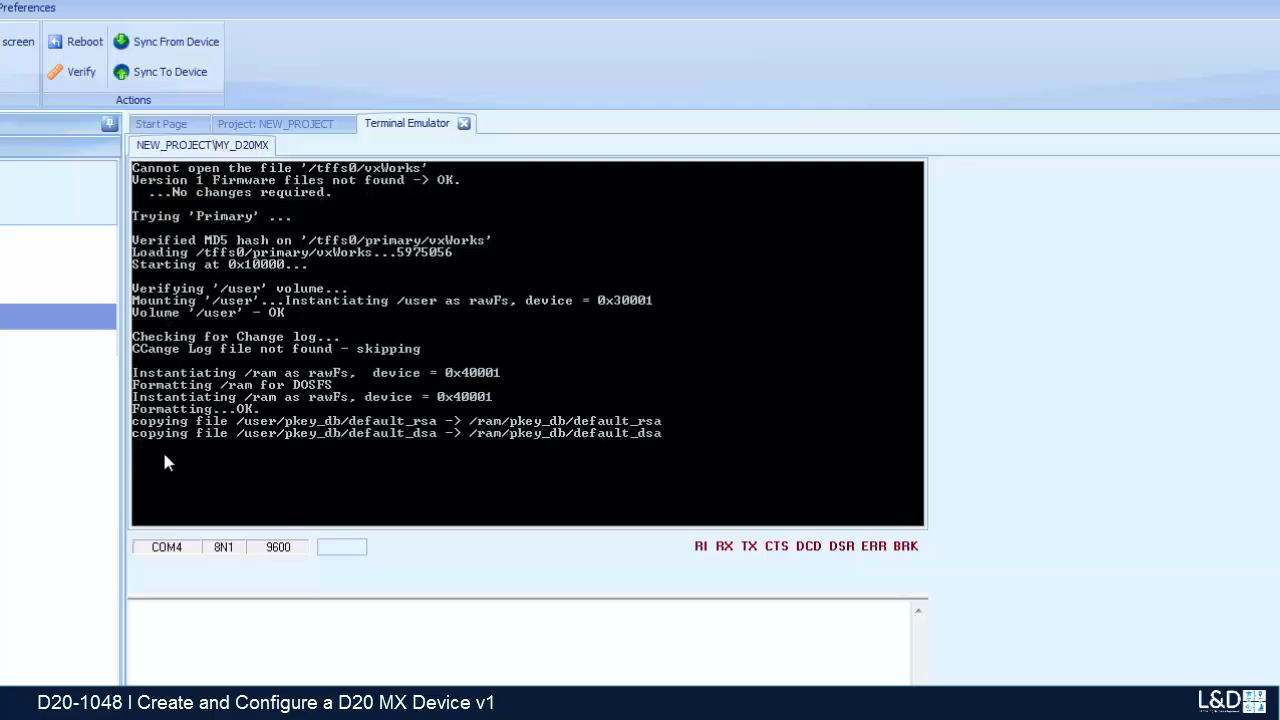 Preferences
screen
Reboot
Sync From Device
Verify
Sync To Device
Actions
Start Page
Project: NEW_PROJECT
Terminal Emulator
NEW_PROJECT\MY_D20MX
Cannot open the file '/tffs0/vxWorks'
Version 1 Firmware files not found -> OK.
...No changes required.
Trying 'Primary' ...
Verified MD5 hash on '/tffs0/primary/vxWorks'
Loading /tffs0/primary/vxWorks...5975056
Starting at 0x10000...
Verifying '/user' volume...
Mounting '/user'...Instantiating /user as rawFs, device = 0x30001
Volume '/user' - OK
Checking for Change log...
CCange Log file not found - skipping
Instantiating /ram as rawFs,  device = 0x40001
Formatting /ram for DOSFS
Instantiating /ram as rawFs, device = 0x40001
Formatting...OK.
copying file /user/pkey_db/default_rsa -> /ram/pkey_db/default_rsa
copying file /user/pkey_db/default_dsa -> /ram/pkey_db/default_dsa
COM4 8N1 9600 RI RX TX CTS DCD DSR ERR BRK
D20-1048 I Create and Configure a D20 MX Device v1
L&D